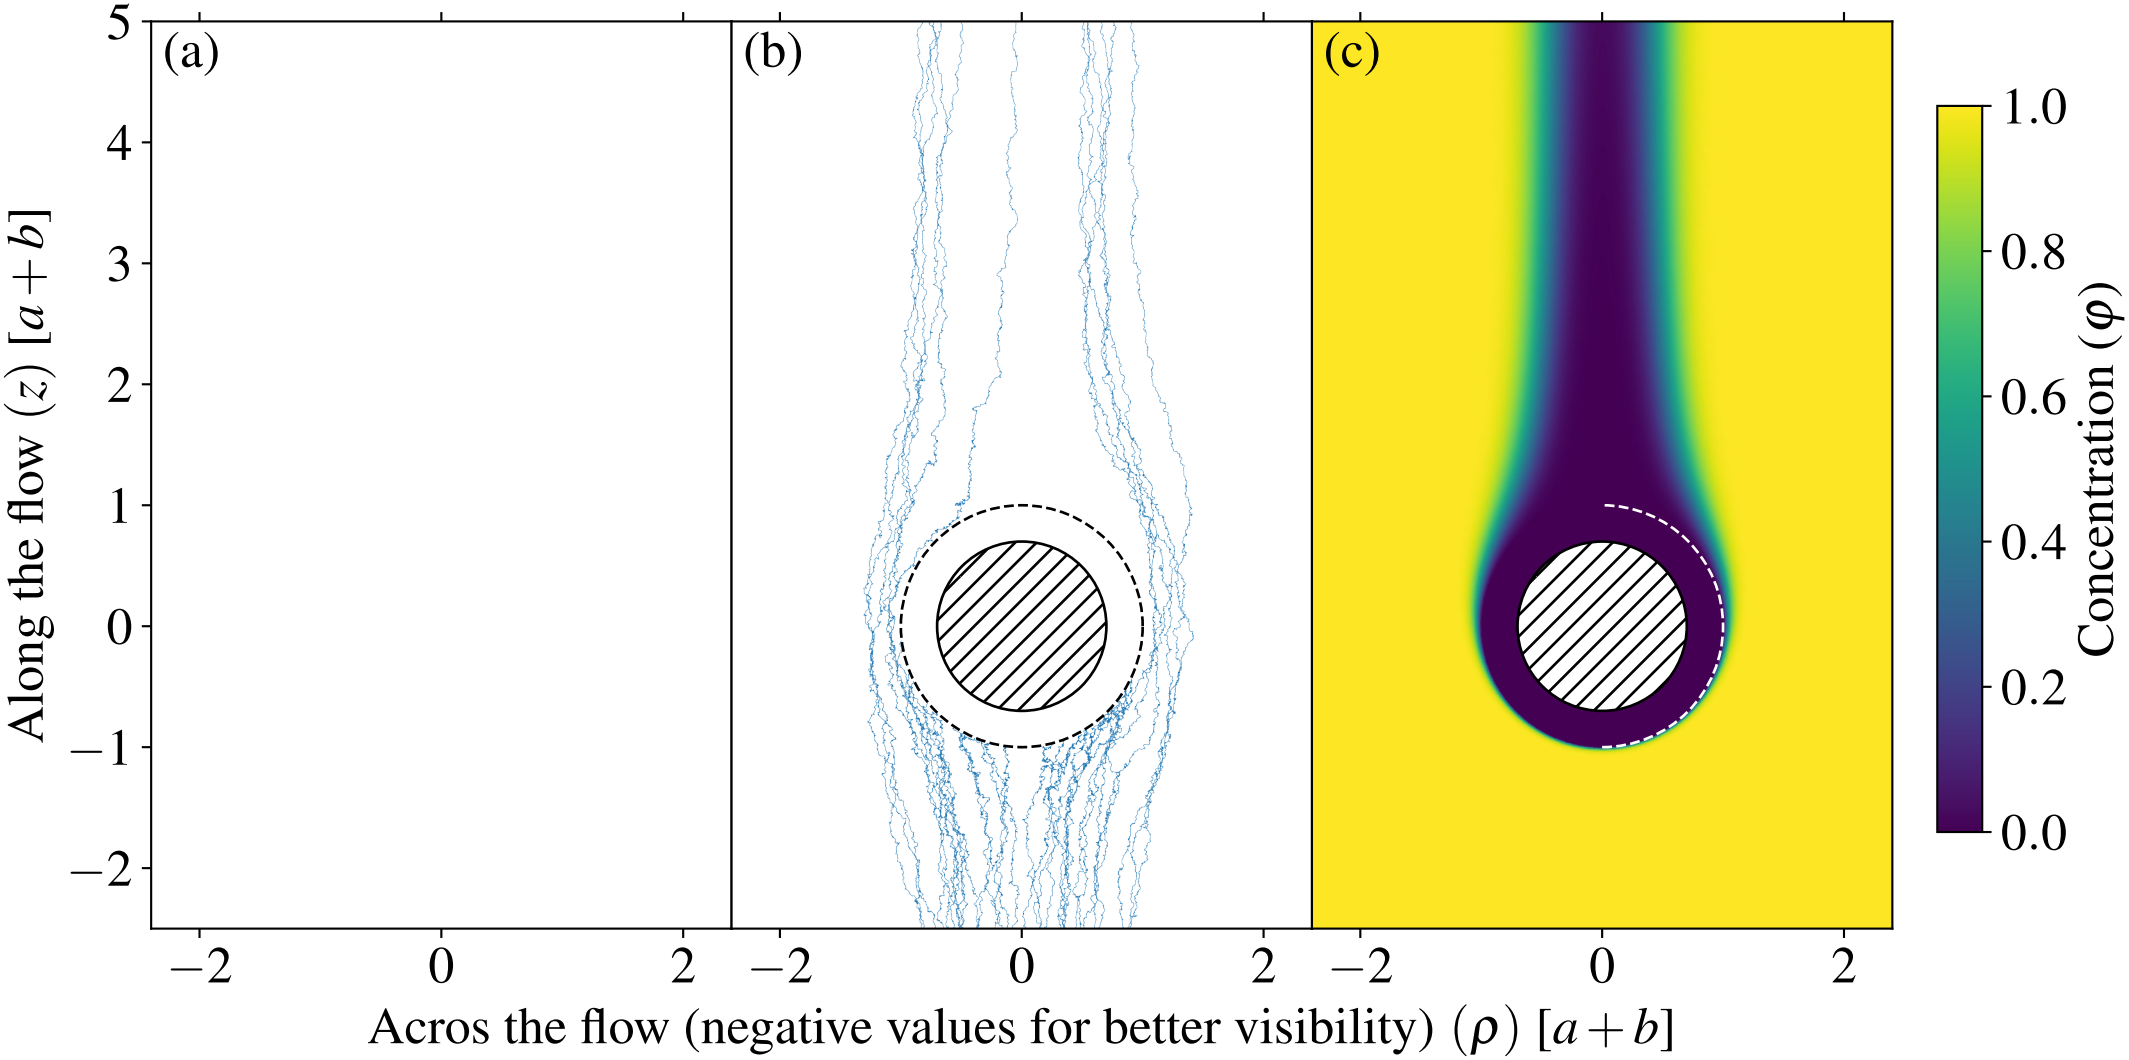 (a)
(b)
(c)
5
4
3
2
1
0
−1
−2
Along the flow (z) [a + b]
−2 0 2
−2 0 2
−2 0 2
Acros the flow (negative values for better visibility) (ρ) [a + b]
1.0
0.8
0.6
0.4
0.2
0.0
Concentration (φ)